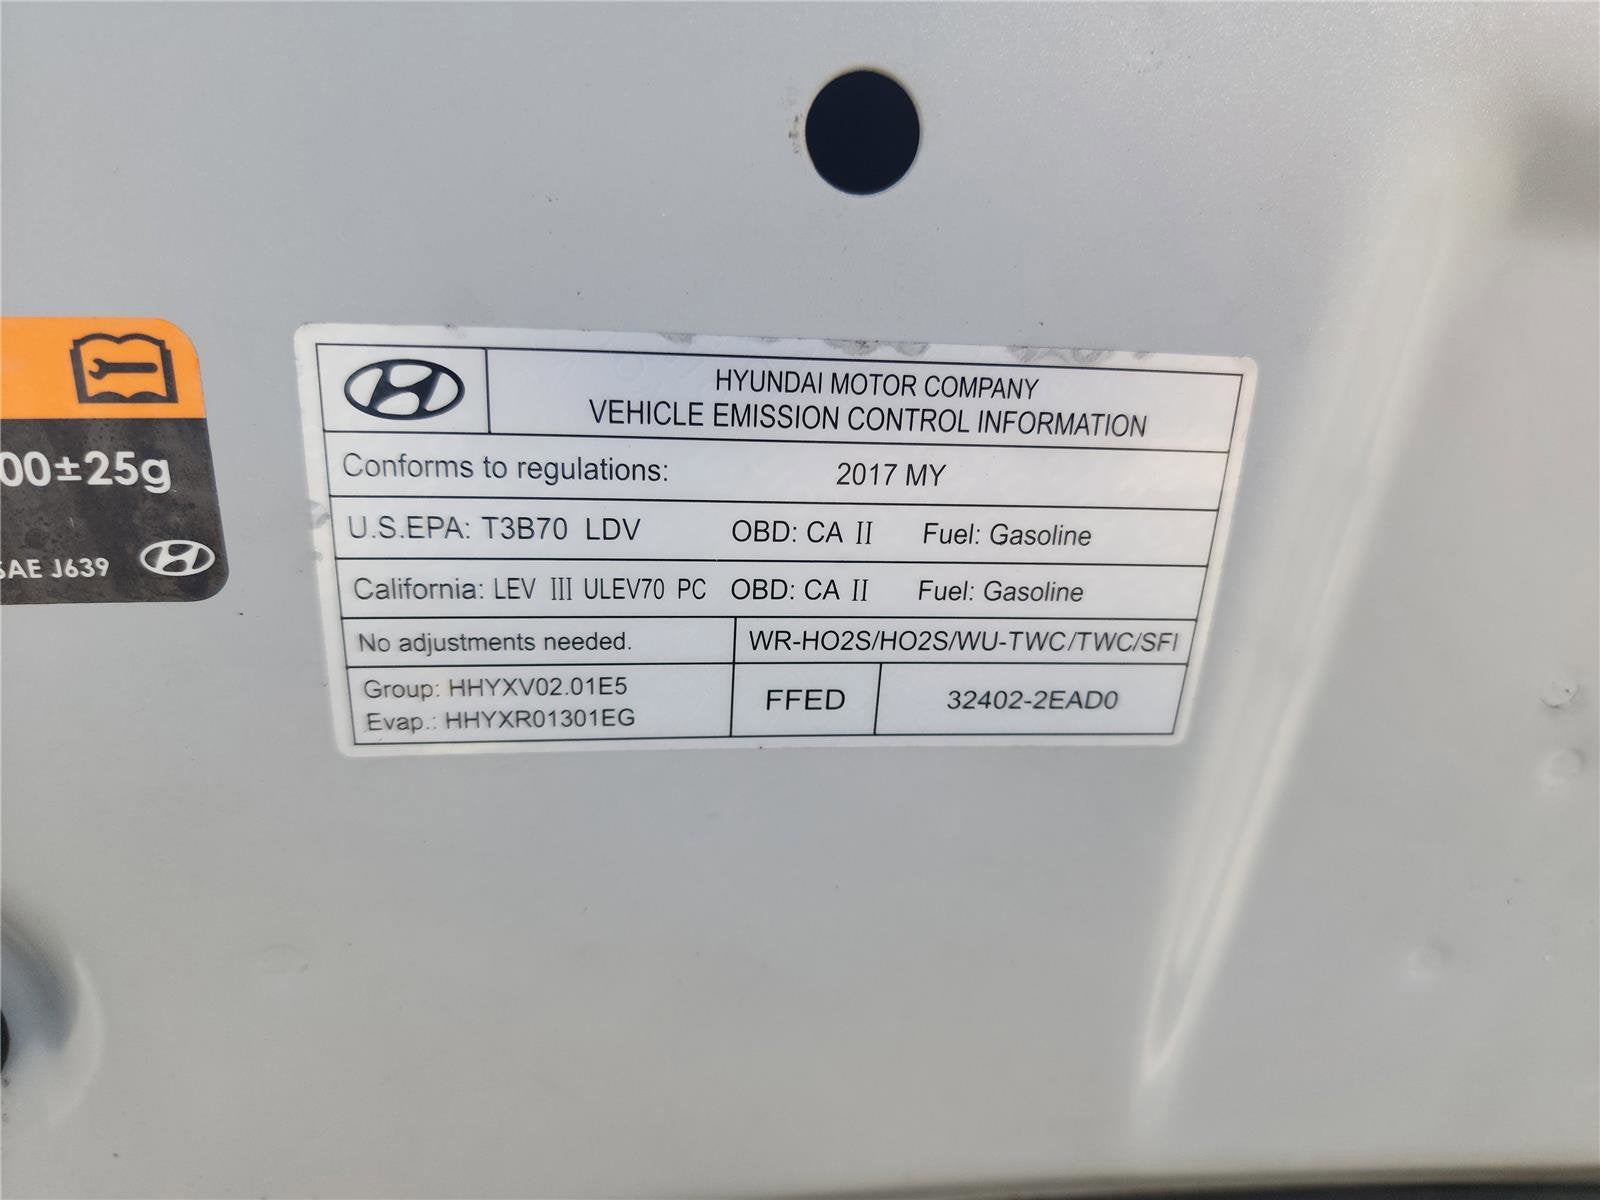 HYUNDAI MOTOR COMPANY
VEHICLE EMISSION CONTROL INFORMATION
Conforms to regulations: 2017 MY
U.S.EPA: T3B70 LDV OBD: CA II Fuel: Gasoline
California: LEV III ULEV70 PC OBD: CA II Fuel: Gasoline
No adjustments needed. WR-HO2S/HO2S/WU-TWC/TWC/SFI
Group: HHYXV02.01E5
Evap.: HHYXR01301EG
FFED 32402-2EAD0
00±25g
SAE J639